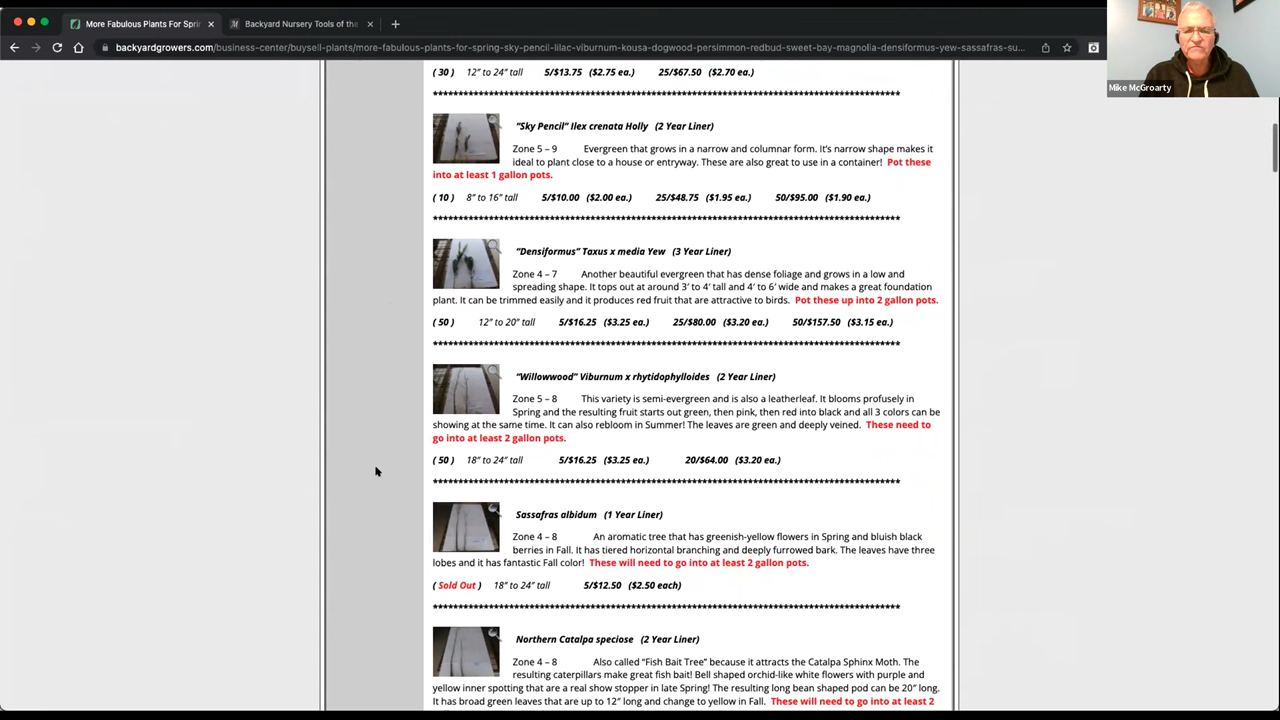 More Fabulous Plants For Spri
Backyard Nursery Tools of the
backyardgrowers.com/business-center/buysell-plants/more-fabulous-plants-for-spring-sky-pencil-lilac-viburnum-kousa-dogwood-persimmon-redbud-sweet-bay-magnolia-densiformus-yew-sassafras-su...
Mike McGroarty
( 30 ) 12″ to 24″ tall 5/$13.75 ($2.75 ea.) 25/$67.50 ($2.70 ea.)
******************************************************************************************
“Sky Pencil” Ilex crenata Holly (2 Year Liner)
Zone 5 – 9 Evergreen that grows in a narrow and columnar form. It’s narrow shape makes it
ideal to plant close to a house or entryway. These are also great to use in a container! Pot these
into at least 1 gallon pots.
( 10 ) 8″ to 16″ tall 5/$10.00 ($2.00 ea.) 25/$48.75 ($1.95 ea.) 50/$95.00 ($1.90 ea.)
******************************************************************************************
“Densiformus” Taxus x media Yew (3 Year Liner)
Zone 4 – 7 Another beautiful evergreen that has dense foliage and grows in a low and
spreading shape. It tops out at around 3′ to 4′ tall and 4′ to 6′ wide and makes a great foundation
plant. It can be trimmed easily and it produces red fruit that are attractive to birds. Pot these up into 2 gallon pots.
( 50 ) 12″ to 20″ tall 5/$16.25 ($3.25 ea.) 25/$80.00 ($3.20 ea.) 50/$157.50 ($3.15 ea.)
******************************************************************************************
“Willowwood” Viburnum x rhytidophylloides (2 Year Liner)
Zone 5 – 8 This variety is semi-evergreen and is also a leatherleaf. It blooms profusely in
Spring and the resulting fruit starts out green, then pink, then red into black and all 3 colors can be
showing at the same time. It can also rebloom in Summer! The leaves are green and deeply veined. These need to
go into at least 2 gallon pots.
( 50 ) 18″ to 24″ tall 5/$16.25 ($3.25 ea.) 20/$64.00 ($3.20 ea.)
******************************************************************************************
Sassafras albidum (1 Year Liner)
Zone 4 – 8 An aromatic tree that has greenish-yellow flowers in Spring and bluish black
berries in Fall. It has tiered horizontal branching and deeply furrowed bark. The leaves have three
lobes and it has fantastic Fall color! These will need to go into at least 2 gallon pots.
( Sold Out ) 18″ to 24″ tall 5/$12.50 ($2.50 each)
******************************************************************************************
Northern Catalpa speciose (2 Year Liner)
Zone 4 – 8 Also called “Fish Bait Tree” because it attracts the Catalpa Sphinx Moth. The
resulting caterpillars make great fish bait! Bell shaped orchid-like white flowers with purple and
yellow inner spotting that are a real show stopper in late Spring! The resulting long bean shaped pod can be 20″ long.
It has broad green leaves that are up to 12″ long and change to yellow in Fall. These will need to go into at least 2